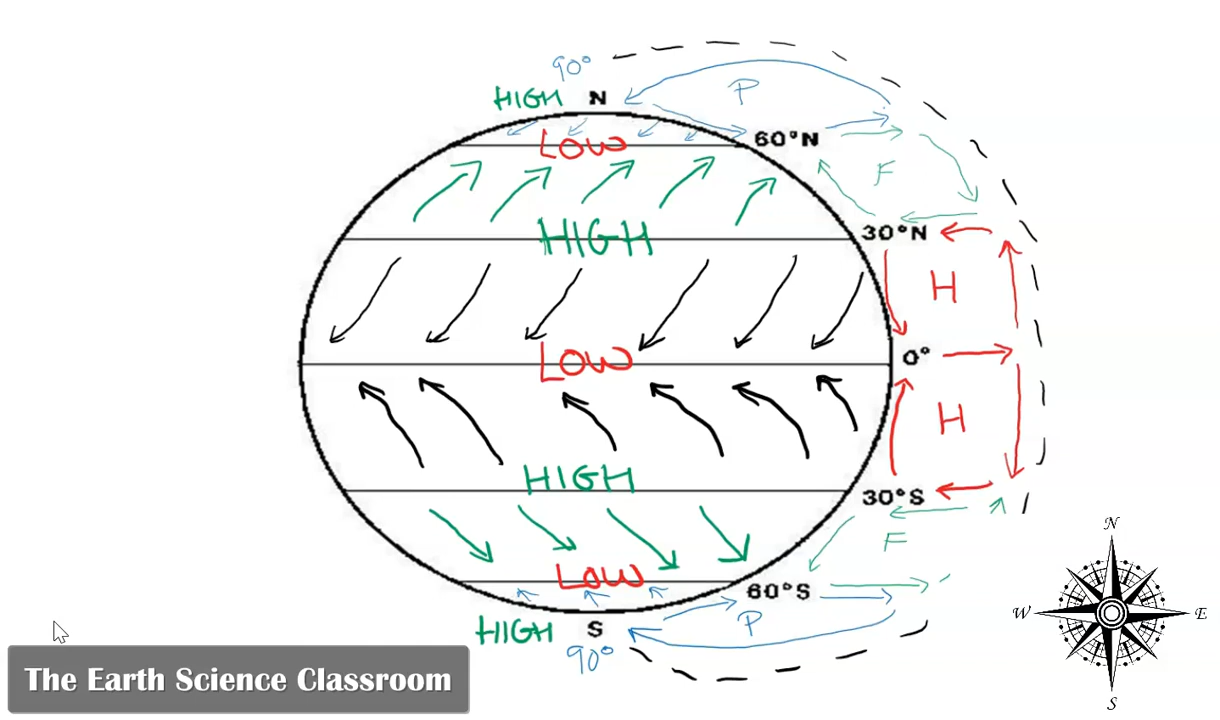 90°
HIGH N
P
LOW
60°N
F
HIGH
30°N
H
LOW
0°
H
HIGH
30°S
F
LOW
60°S
P
HIGH S
90°
N
W E
S
The Earth Science Classroom